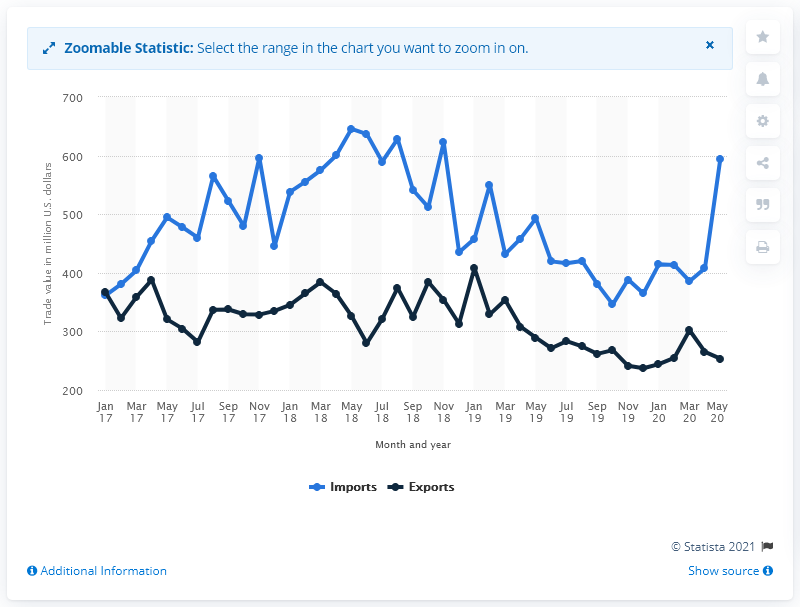 Zoomable Statistic: Select the range in the chart you want to zoom in on.
700
600
500
400
300
200
Trade value in million U.S. dollars
Jan 17
Mar 17
May 17
Jul 17
Sep 17
Nov 17
Jan 18
Mar 18
May 18
Jul 18
Sep 18
Nov 18
Jan 19
Mar 19
May 19
Jul 19
Sep 19
Nov 19
Jan 20
Mar 20
May 20
Month and year
Imports
Exports
© Statista 2021
Additional Information
Show source